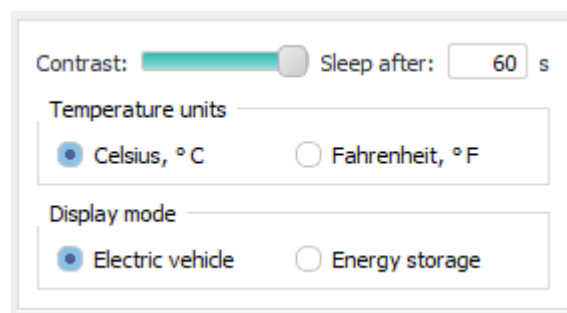 Contrast: Sleep after: 60 s
Temperature units
Celsius, °C Fahrenheit, °F
Display mode
Electric vehicle Energy storage